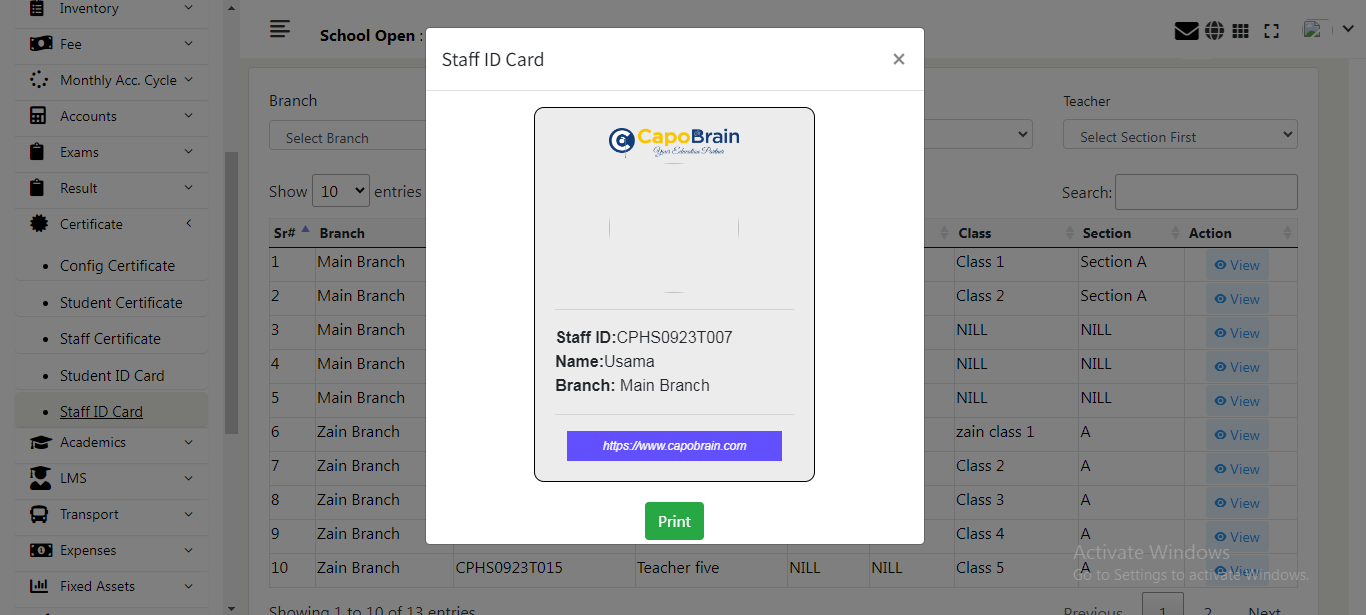 Inventory
Fee
Monthly Acc. Cycle
Accounts
Exams
Result
Certificate
Config Certificate
Student Certificate
Staff Certificate
Student ID Card
Staff ID Card
Academics
LMS
Transport
Expenses
Fixed Assets
School Open :
Branch
Teacher
Select Branch
Select Section First
Show 10 entries
Search:
Sr# Branch Class Section Action
1 Main Branch Class 1 Section A View
2 Main Branch Class 2 Section A View
3 Main Branch NILL NILL View
4 Main Branch NILL NILL View
5 Main Branch NILL NILL View
6 Zain Branch zain class 1 A View
7 Zain Branch Class 2 A View
8 Zain Branch Class 3 A View
9 Zain Branch Class 4 A View
10 Zain Branch CPHS0923T015 Teacher five NILL NILL Class 5 A View
Showing 1 to 10 of 13 entries
Previous 1 2 Next
Staff ID Card
×
CapoBrain
Your Education Partner
Staff ID:CPHS0923T007
Name:Usama
Branch: Main Branch
https://www.capobrain.com
Print
Activate Windows
Go to Settings to activate Windows.